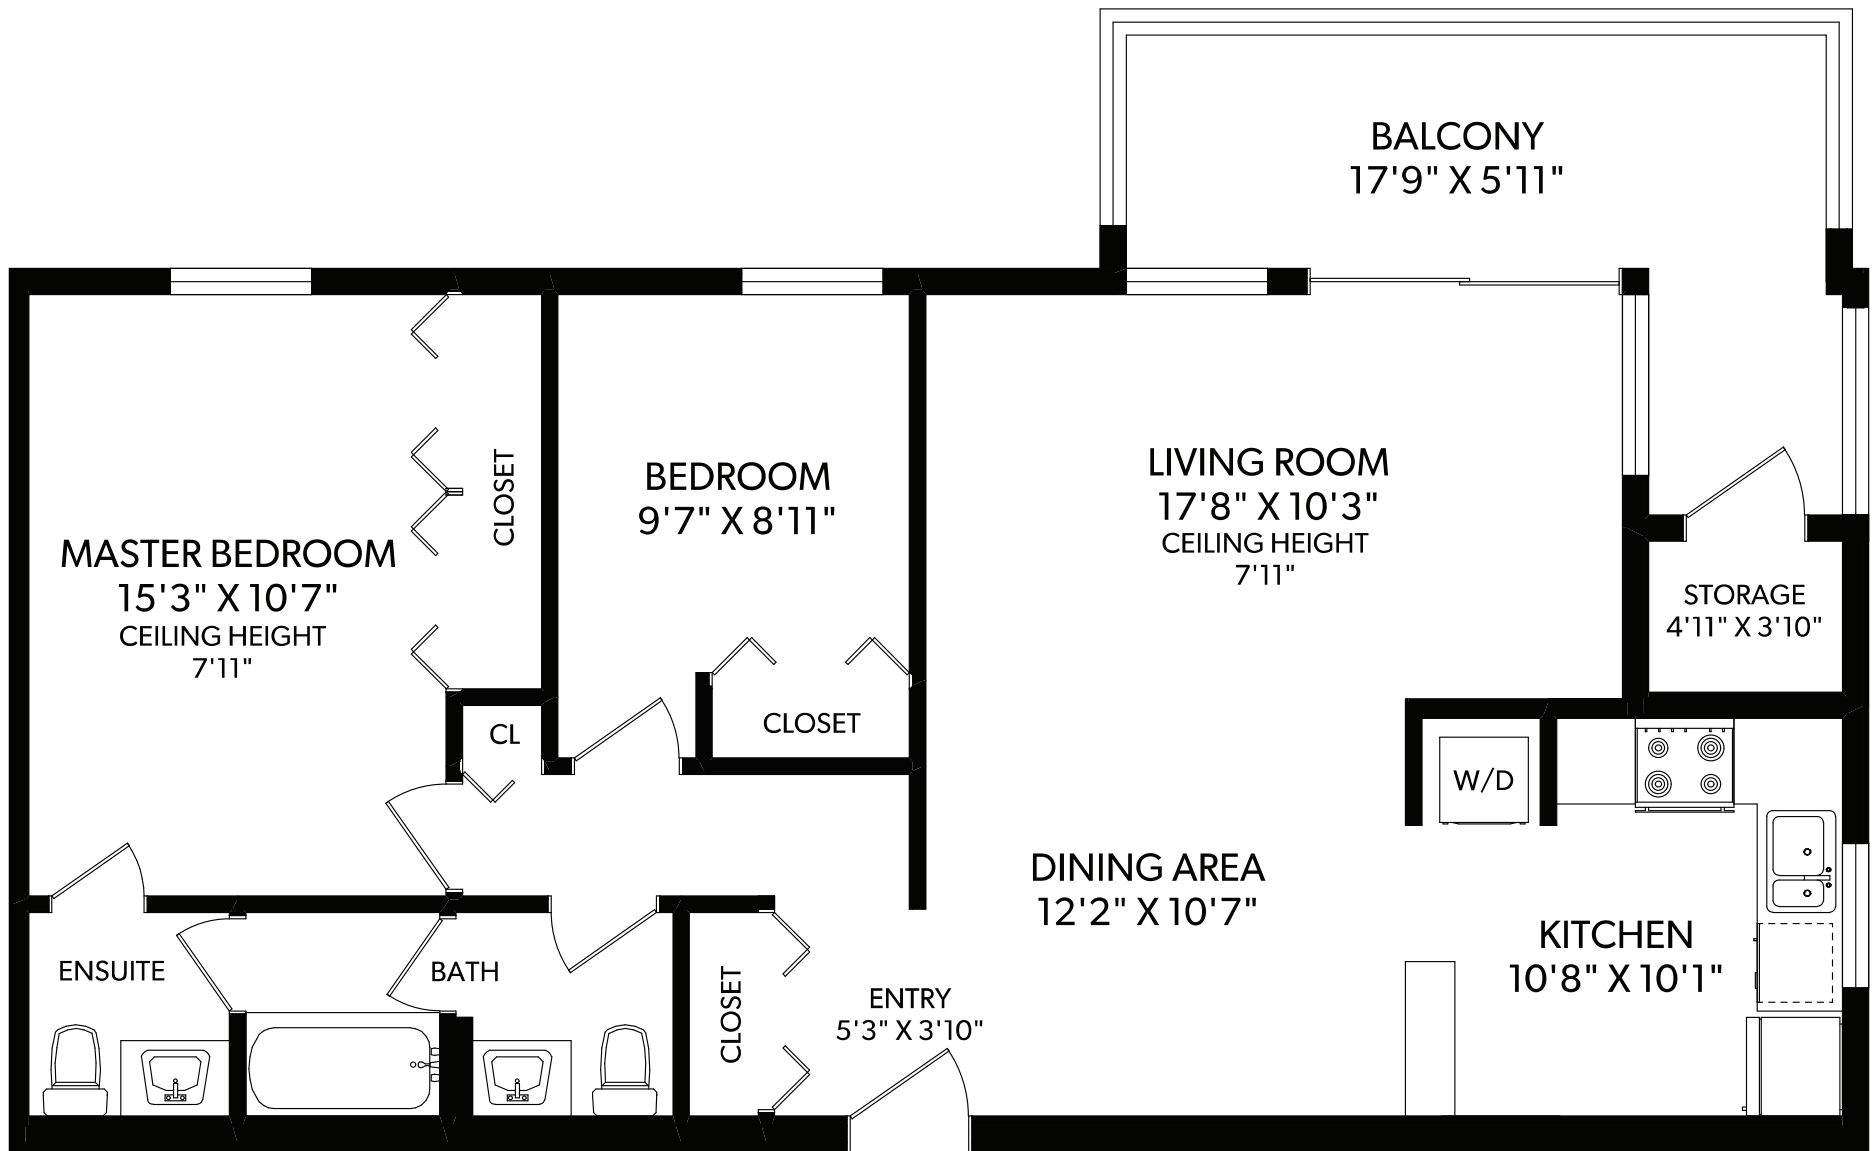 BALCONY
17'9" X 5'11"
LIVING ROOM
17'8" X 10'3"
CEILING HEIGHT
7'11"
BEDROOM
9'7" X 8'11"
CLOSET
MASTER BEDROOM
15'3" X 10'7"
CEILING HEIGHT
7'11"
STORAGE
4'11" X 3'10"
CLOSET
CL
W/D
DINING AREA
12'2" X 10'7"
KITCHEN
10'8" X 10'1"
ENSUITE
BATH
CLOSET
ENTRY
5'3" X 3'10"